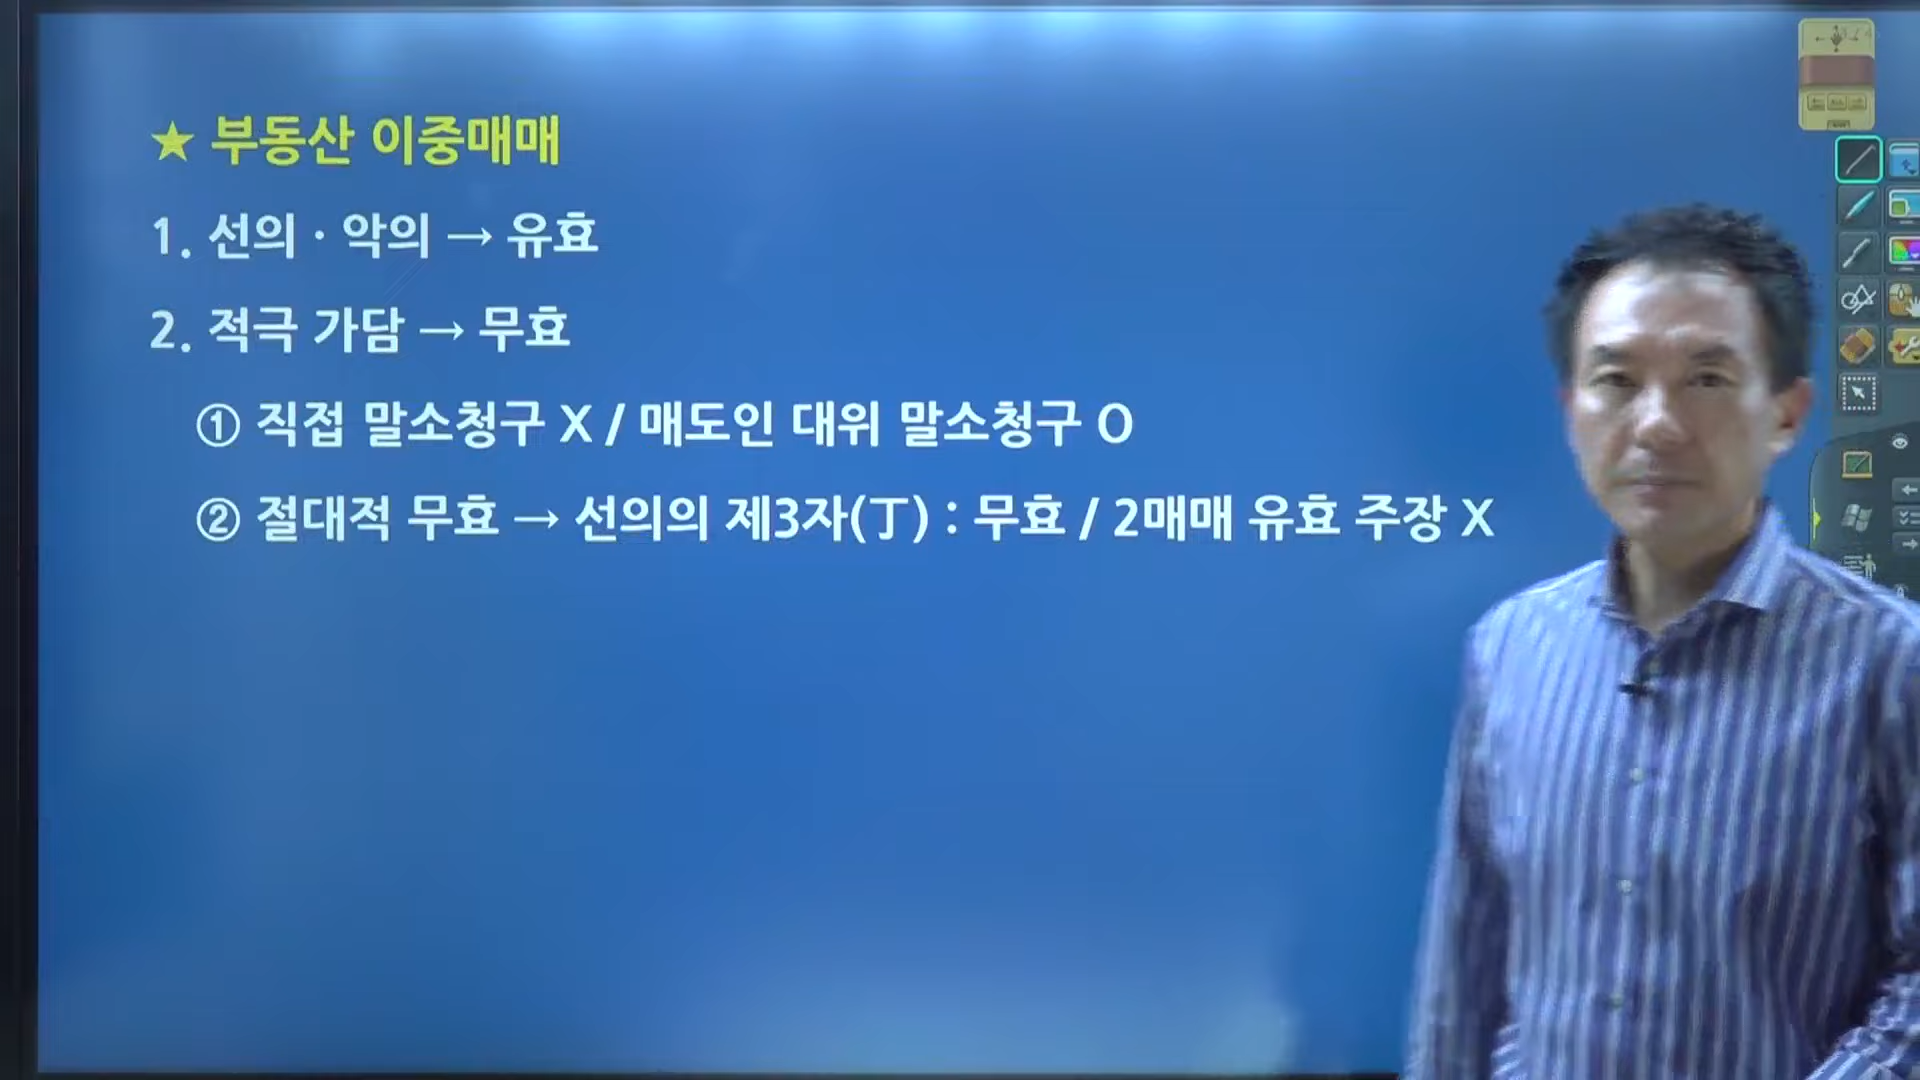 ★ 부동산 이중매매
1. 선의 · 악의 → 유효
2. 적극 가담 → 무효
① 직접 말소청구 X / 매도인 대위 말소청구 O
② 절대적 무효 → 선의의 제3자(丁) : 무효 / 2매매 유효 주장 X